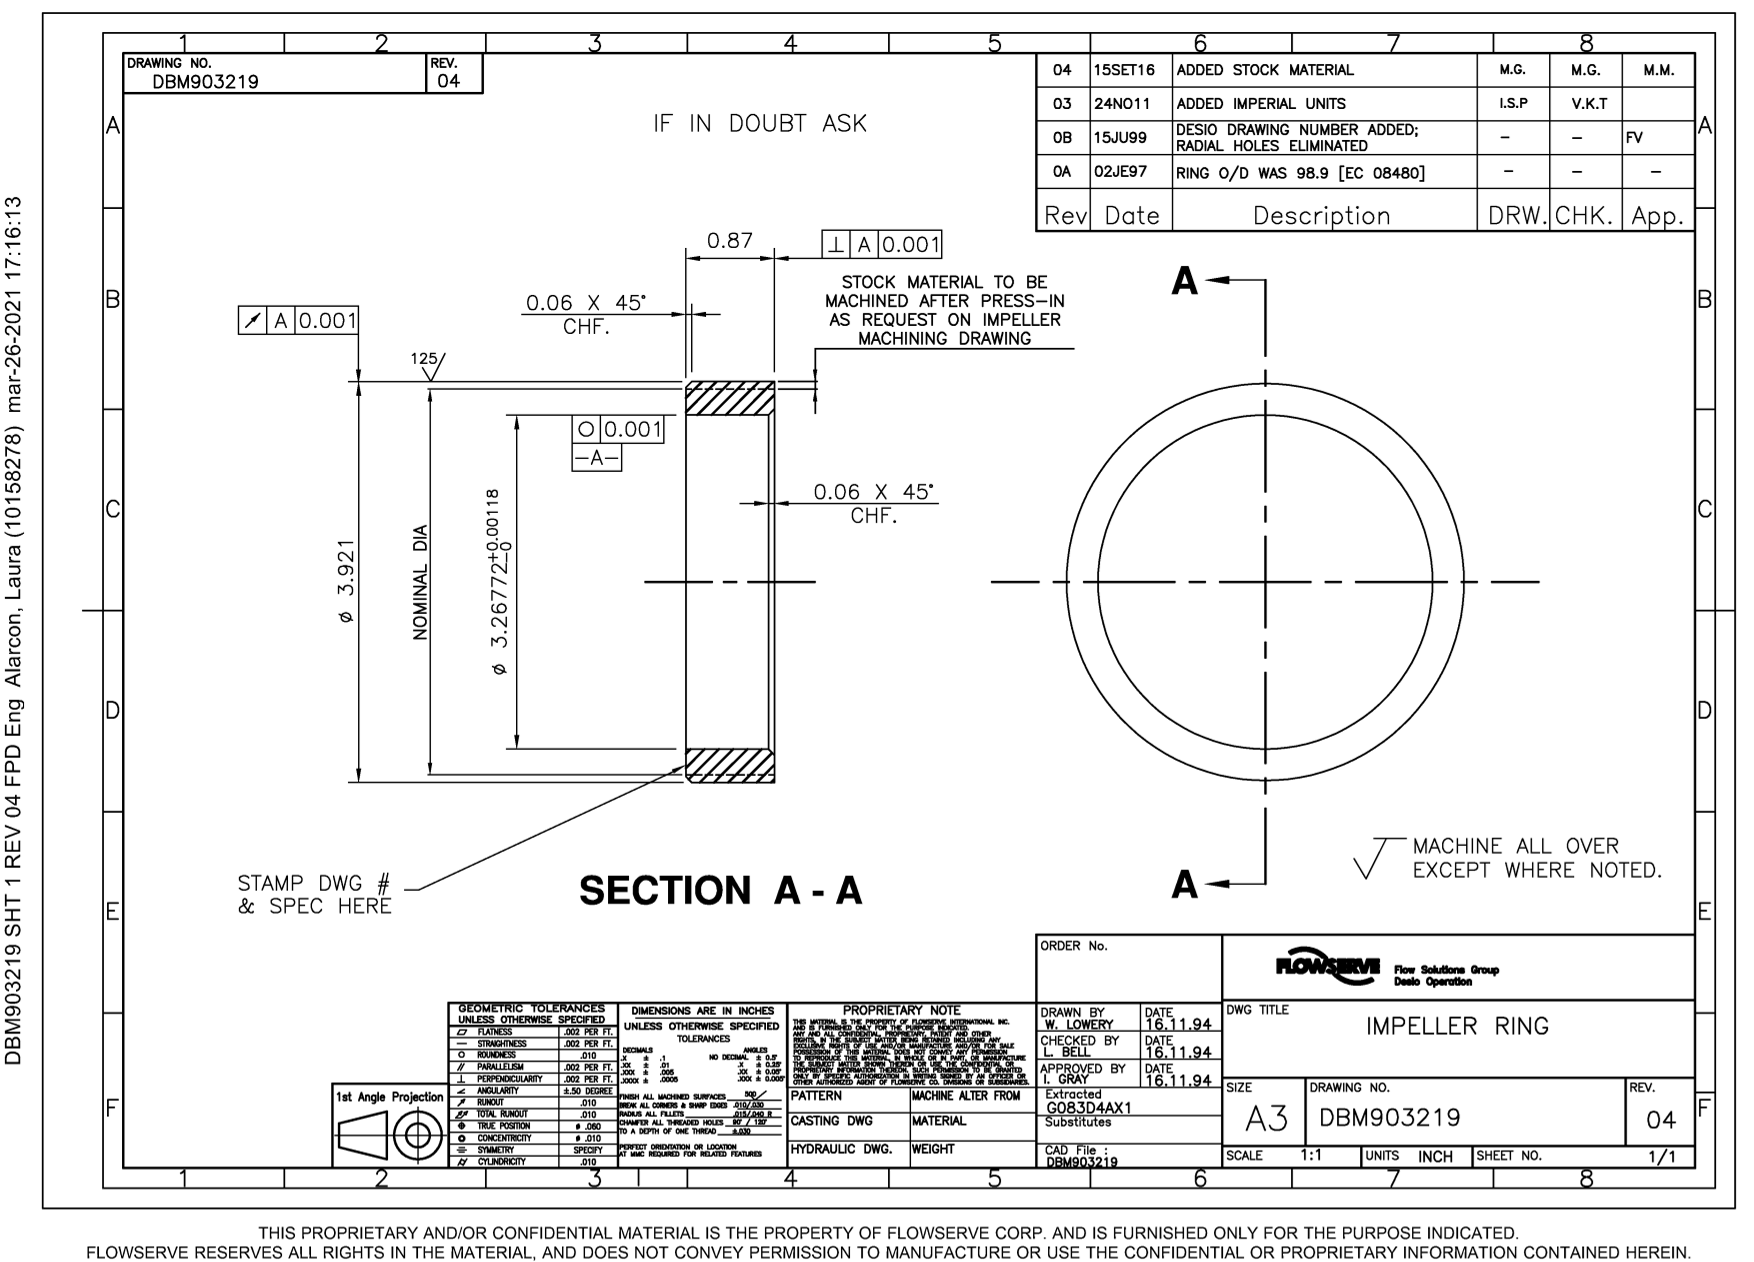 DBM903219 SHT 1 REV 04 FPD Eng Alarcon, Laura (10158278) mar-26-2021 17:16:13
1 2 3 4 5 6 7 8
DRAWING NO.
DBM903219
REV.
04
IF IN DOUBT ASK
04 15SET16 ADDED STOCK MATERIAL M.G. M.G. M.M.
03 24NO11 ADDED IMPERIAL UNITS I.S.P V.K.T
0B 15JU99 DESIO DRAWING NUMBER ADDED; - - FV
RADIAL HOLES ELIMINATED
0A 02JE97 RING O/D WAS 98.9 [EC 08480] - - -
Rev Date Description DRW. CHK. App.
A A
B B
C C
D D
E E
F F
0.87
⊥ A 0.001
STOCK MATERIAL TO BE
MACHINED AFTER PRESS-IN
AS REQUEST ON IMPELLER
MACHINING DRAWING
0.06 X 45°
CHF.
↗ A 0.001
125/
○ 0.001
-A-
0.06 X 45°
CHF.
ø 3.921
NOMINAL DIA
ø 3.26772 +0.00118
-0
A
A
STAMP DWG #
& SPEC HERE
SECTION A - A
MACHINE ALL OVER
EXCEPT WHERE NOTED.
1st Angle Projection
GEOMETRIC TOLERANCES
UNLESS OTHERWISE SPECIFIED
FLATNESS .002 PER FT.
STRAIGHTNESS .002 PER FT.
ROUNDNESS .010
PARALLELISM .002 PER FT.
PERPENDICULARITY .002 PER FT.
ANGULARITY ±.50 DEGREE
RUNOUT .010
TOTAL RUNOUT .010
TRUE POSITION ø .060
CONCENTRICITY ø .010
SYMMETRY SPECIFY
CYLINDRICITY .010
DIMENSIONS ARE IN INCHES
UNLESS OTHERWISE SPECIFIED
TOLERANCES
DECIMALS ANGLES
.X ± .1 NO DECIMAL ± 0.5°
.XX ± .01 .X ± 0.25°
.XXX ± .005 .XX ± 0.06°
.XXXX ± .0005 .XXX ± 0.006°
FINISH ALL MACHINED SURFACES 500/
BREAK ALL CORNERS & SHARP EDGES .010/.030
RADIUS ALL FILLETS .015/.040 R
CHAMFER ALL THREADED HOLES 90° / 120°
TO A DEPTH OF ONE THREAD ±.030
PERFECT ORIENTATION OR LOCATION
AT MMC REQUIRED FOR RELATED FEATURES
PROPRIETARY NOTE
THIS MATERIAL IS THE PROPERTY OF FLOWSERVE INTERNATIONAL INC.
AND IS FURNISHED ONLY FOR THE PURPOSE INDICATED.
ANY AND ALL CONFIDENTIAL, PROPRIETARY, PATENT AND OTHER
RIGHTS, IN THE SUBJECT MATTER BEING RETAINED INCLUDING ANY
EXCLUSIVE RIGHTS OF USE AND/OR MANUFACTURE AND/OR FOR SALE
POSSESSION OF THIS MATERIAL DOES NOT CONVEY ANY PERMISSION
TO REPRODUCE THIS MATERIAL, IN WHOLE OR IN PART, OR MANUFACTURE
THE SUBJECT MATTER SHOWN THEREIN OR USE THE CONFIDENTIAL OR
PROPRIETARY INFORMATION THEREIN. SUCH PERMISSION TO BE GRANTED
ONLY BY SPECIFIC AUTHORIZATION IN WRITING SIGNED BY AN OFFICER OR
OTHER AUTHORIZED AGENT OF FLOWSERVE CO. DIVISIONS OR SUBSIDIARIES.
PATTERN MACHINE ALTER FROM
CASTING DWG MATERIAL
HYDRAULIC DWG. WEIGHT
ORDER No.
DRAWN BY DATE
W. LOWERY 16.11.94
CHECKED BY DATE
L. BELL 16.11.94
APPROVED BY DATE
I. GRAY 16.11.94
Extracted
G083D4AX1
Substitutes
CAD File :
DBM903219
FLOWSERVE
Flow Solutions Group
Desio Operation
DWG TITLE
IMPELLER RING
SIZE
A3
DRAWING NO.
DBM903219
REV.
04
SCALE 1:1 UNITS INCH SHEET NO. 1/1
1 2 3 4 5 6 7 8
THIS PROPRIETARY AND/OR CONFIDENTIAL MATERIAL IS THE PROPERTY OF FLOWSERVE CORP. AND IS FURNISHED ONLY FOR THE PURPOSE INDICATED.
FLOWSERVE RESERVES ALL RIGHTS IN THE MATERIAL, AND DOES NOT CONVEY PERMISSION TO MANUFACTURE OR USE THE CONFIDENTIAL OR PROPRIETARY INFORMATION CONTAINED HEREIN.